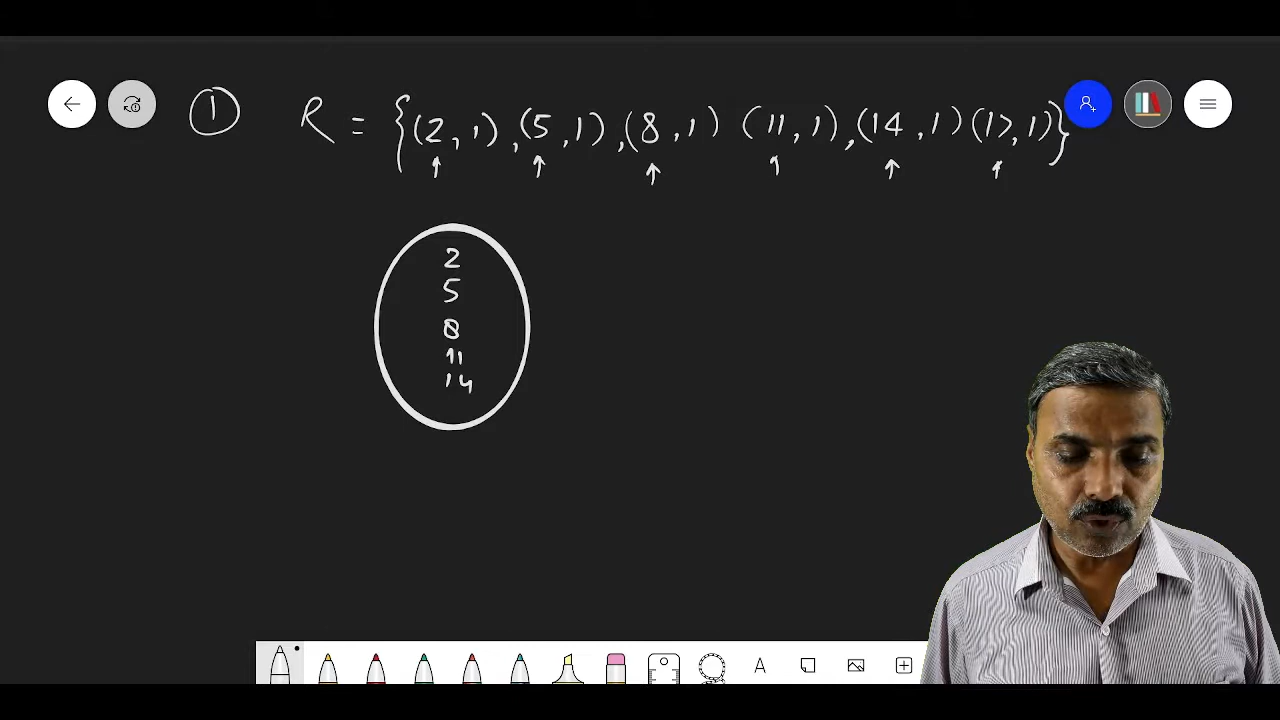 ① R = {(2, 1), (5, 1), (8, 1) (11, 1), (14, 1) (17, 1)}
2
5
8
11
14
A